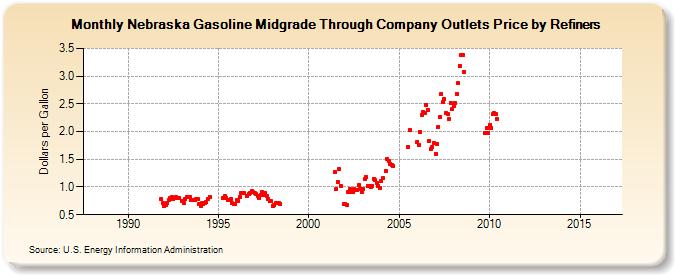 Monthly Nebraska Gasoline Midgrade Through Company Outlets Price by Refiners
Dollars per Gallon
3.5
3.0
2.5
2.0
1.5
1.0
0.5
1990 1995 2000 2005 2010 2015
Source: U.S. Energy Information Administration